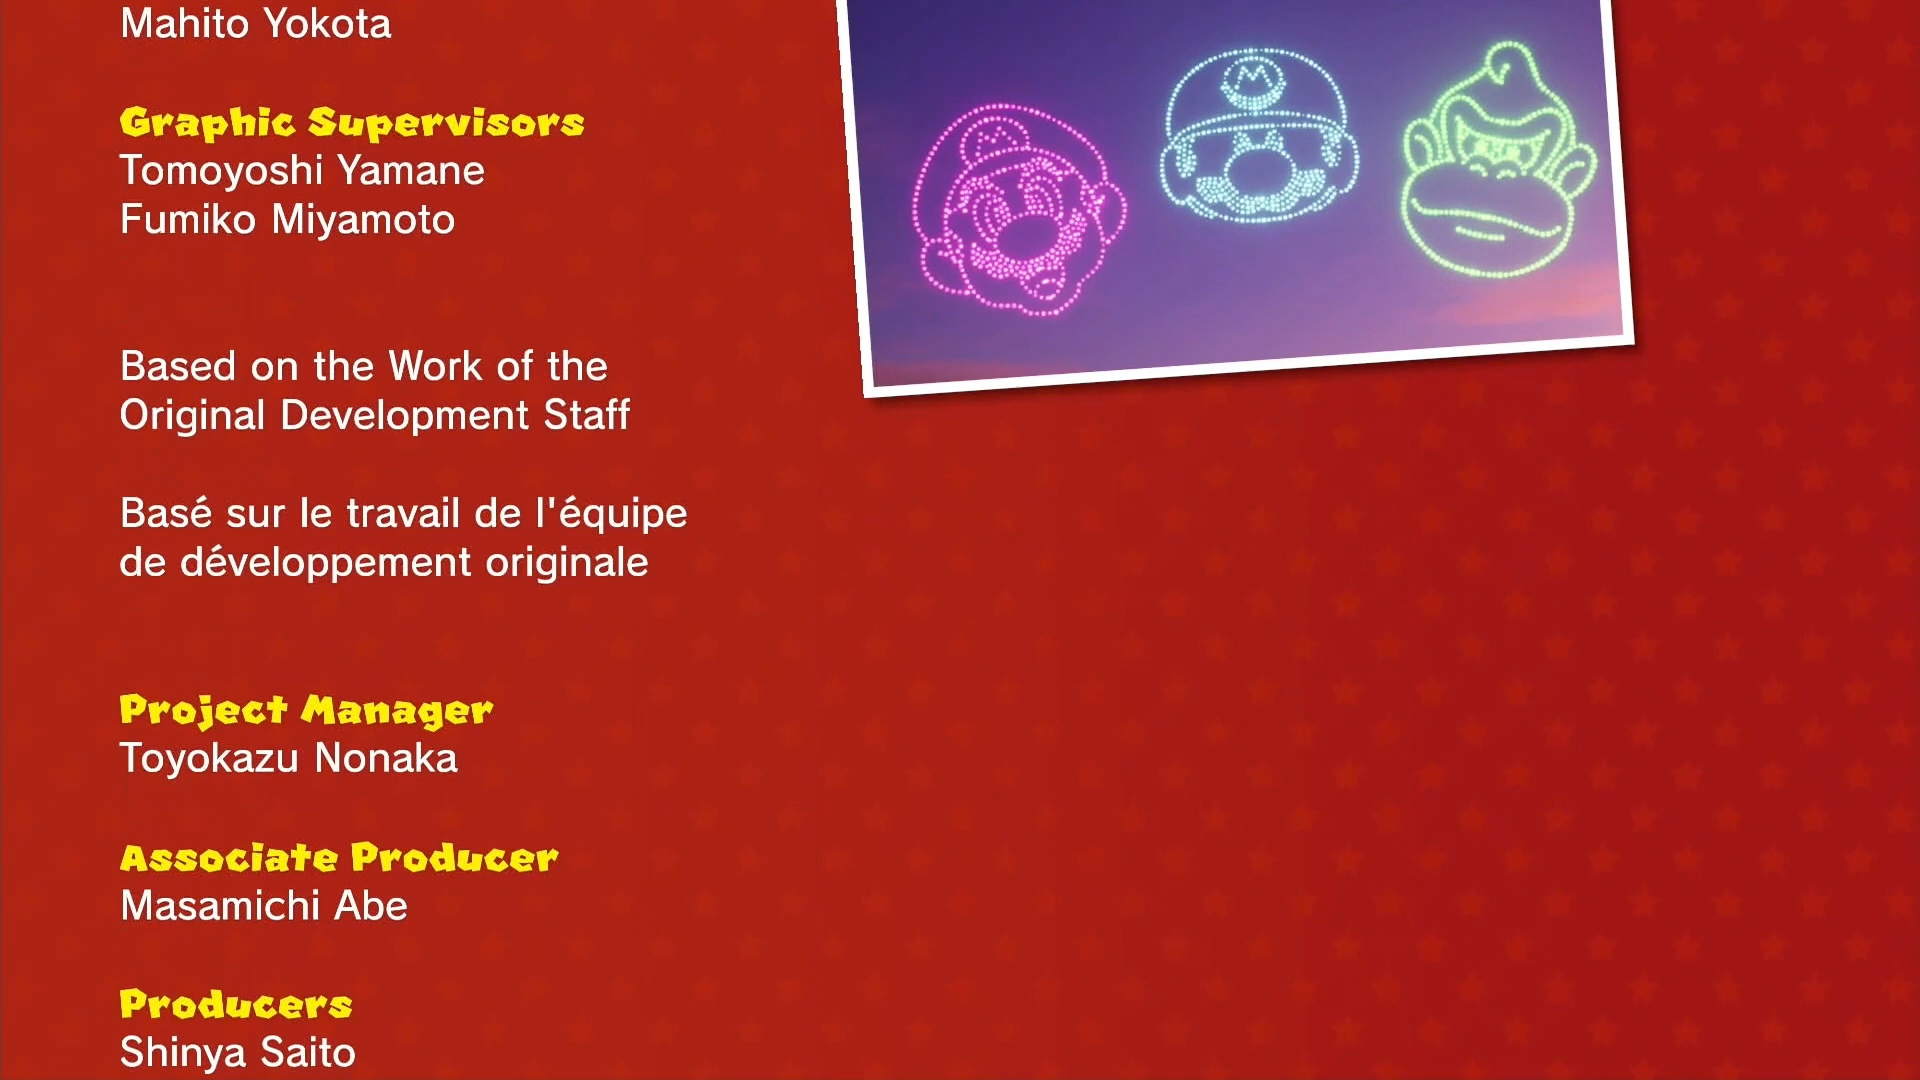 Mahito Yokota
Graphic Supervisors
Tomoyoshi Yamane
Fumiko Miyamoto
Based on the Work of the
Original Development Staff
Basé sur le travail de l'équipe
de développement originale
Project Manager
Toyokazu Nonaka
Associate Producer
Masamichi Abe
Producers
Shinya Saito
M
M